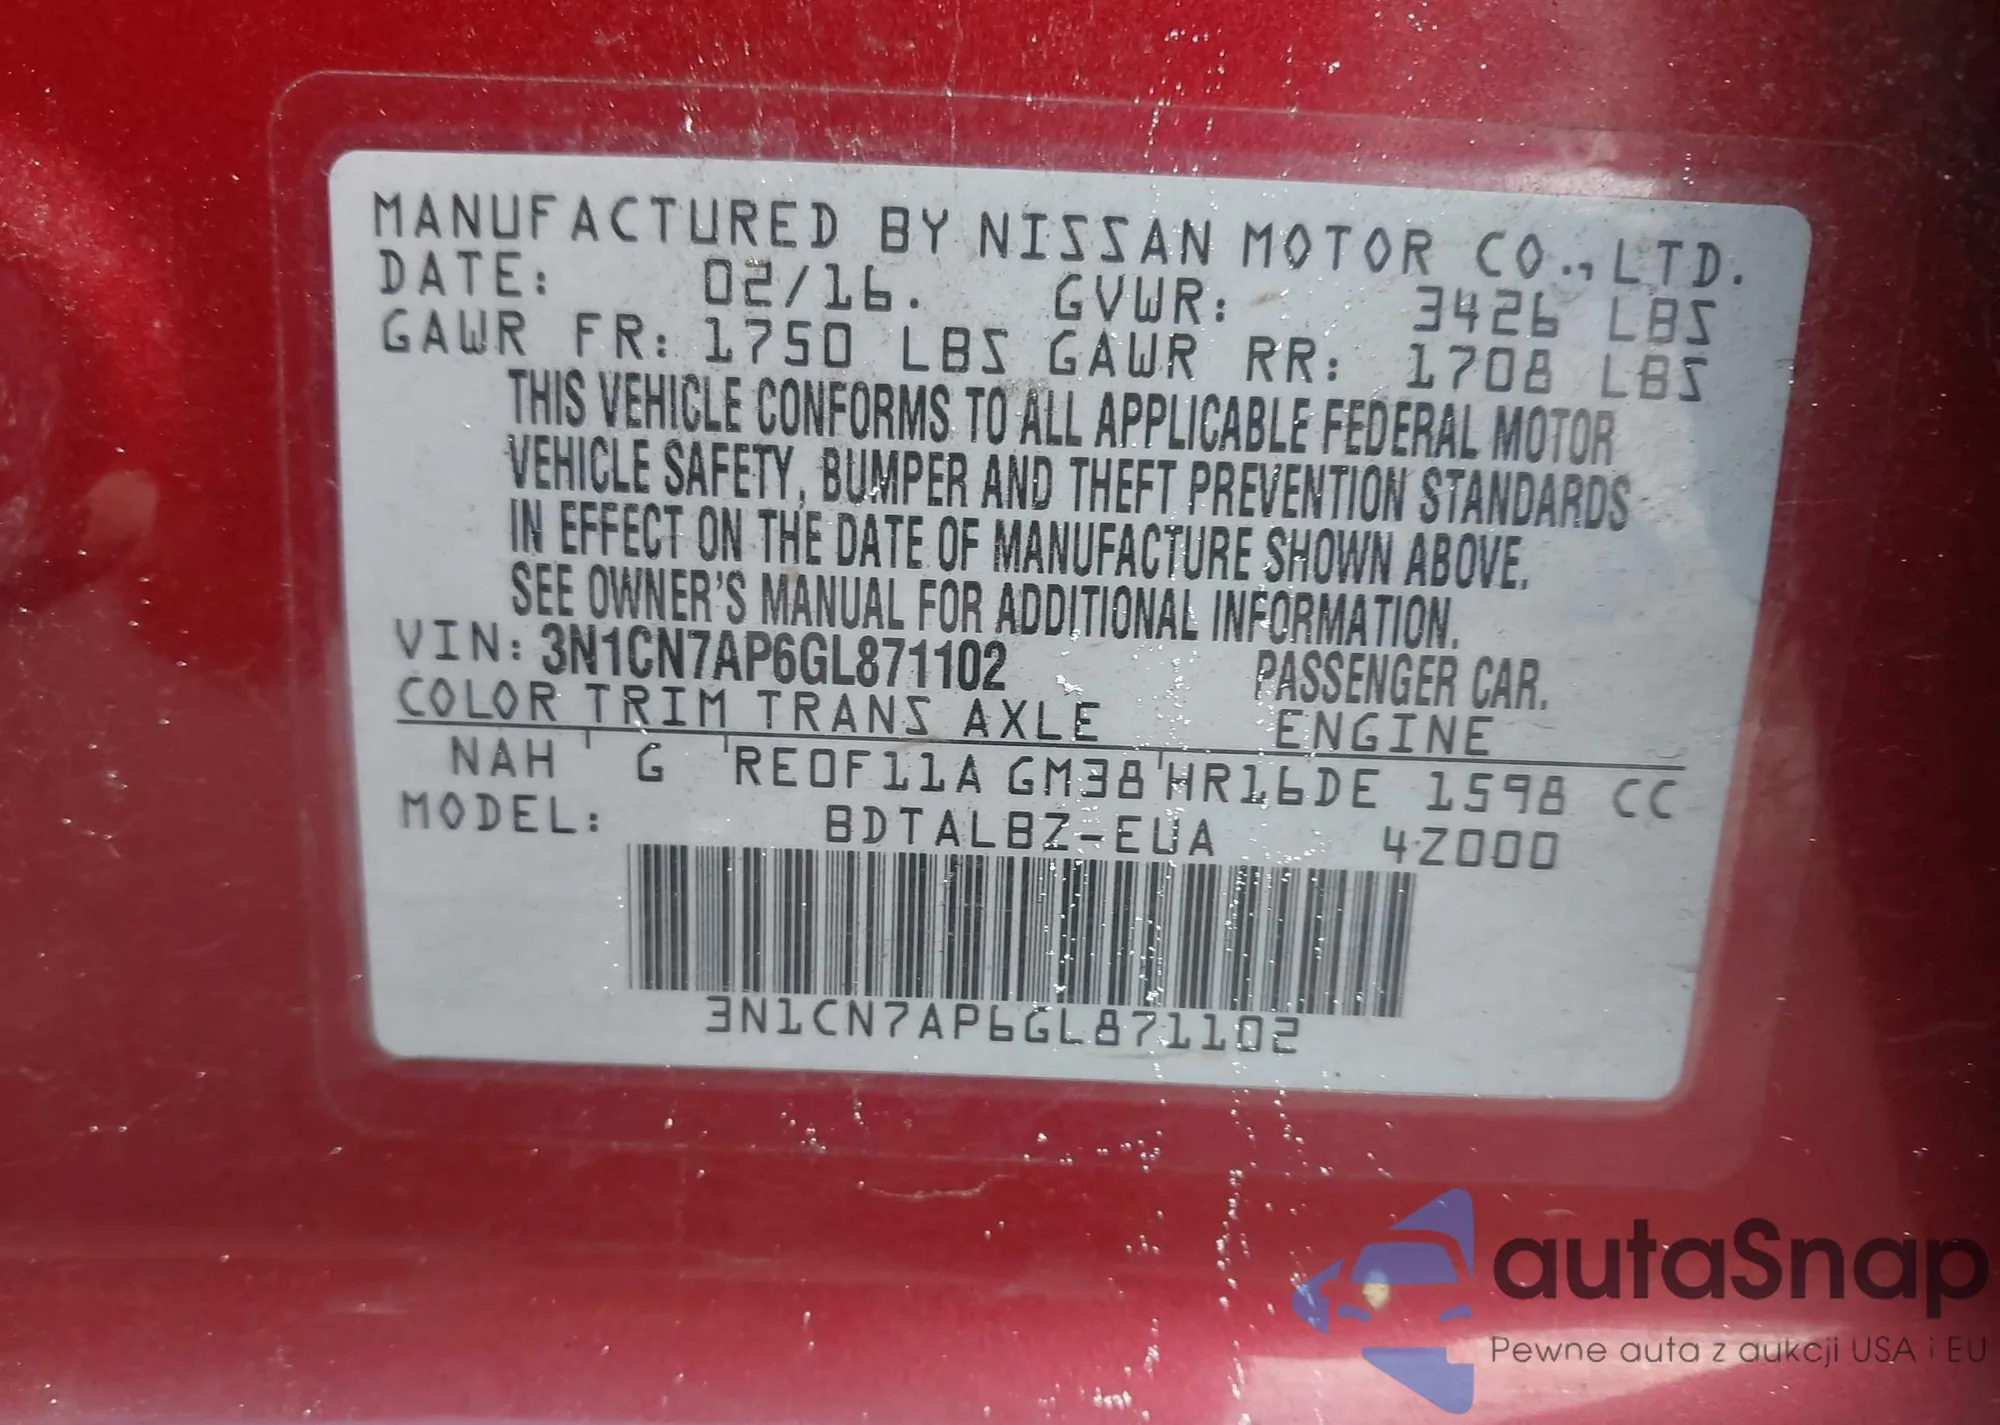 MANUFACTURED BY NISSAN MOTOR CO., LTD.
DATE: 02/16. GVWR: 3426 LBS
GAWR FR: 1750 LBS GAWR RR: 1708 LBS
THIS VEHICLE CONFORMS TO ALL APPLICABLE FEDERAL MOTOR
VEHICLE SAFETY, BUMPER AND THEFT PREVENTION STANDARDS
IN EFFECT ON THE DATE OF MANUFACTURE SHOWN ABOVE.
SEE OWNER'S MANUAL FOR ADDITIONAL INFORMATION.
VIN: 3N1CN7AP6GL871102 PASSENGER CAR.
COLOR TRIM TRANS AXLE ENGINE
NAH G RE0F11A GM38 HR16DE 1598 CC
MODEL: BDTALBZ-EUA 4Z000
3N1CN7AP6GL871102
autaSnap
Pewne auta z aukcji USA i EU